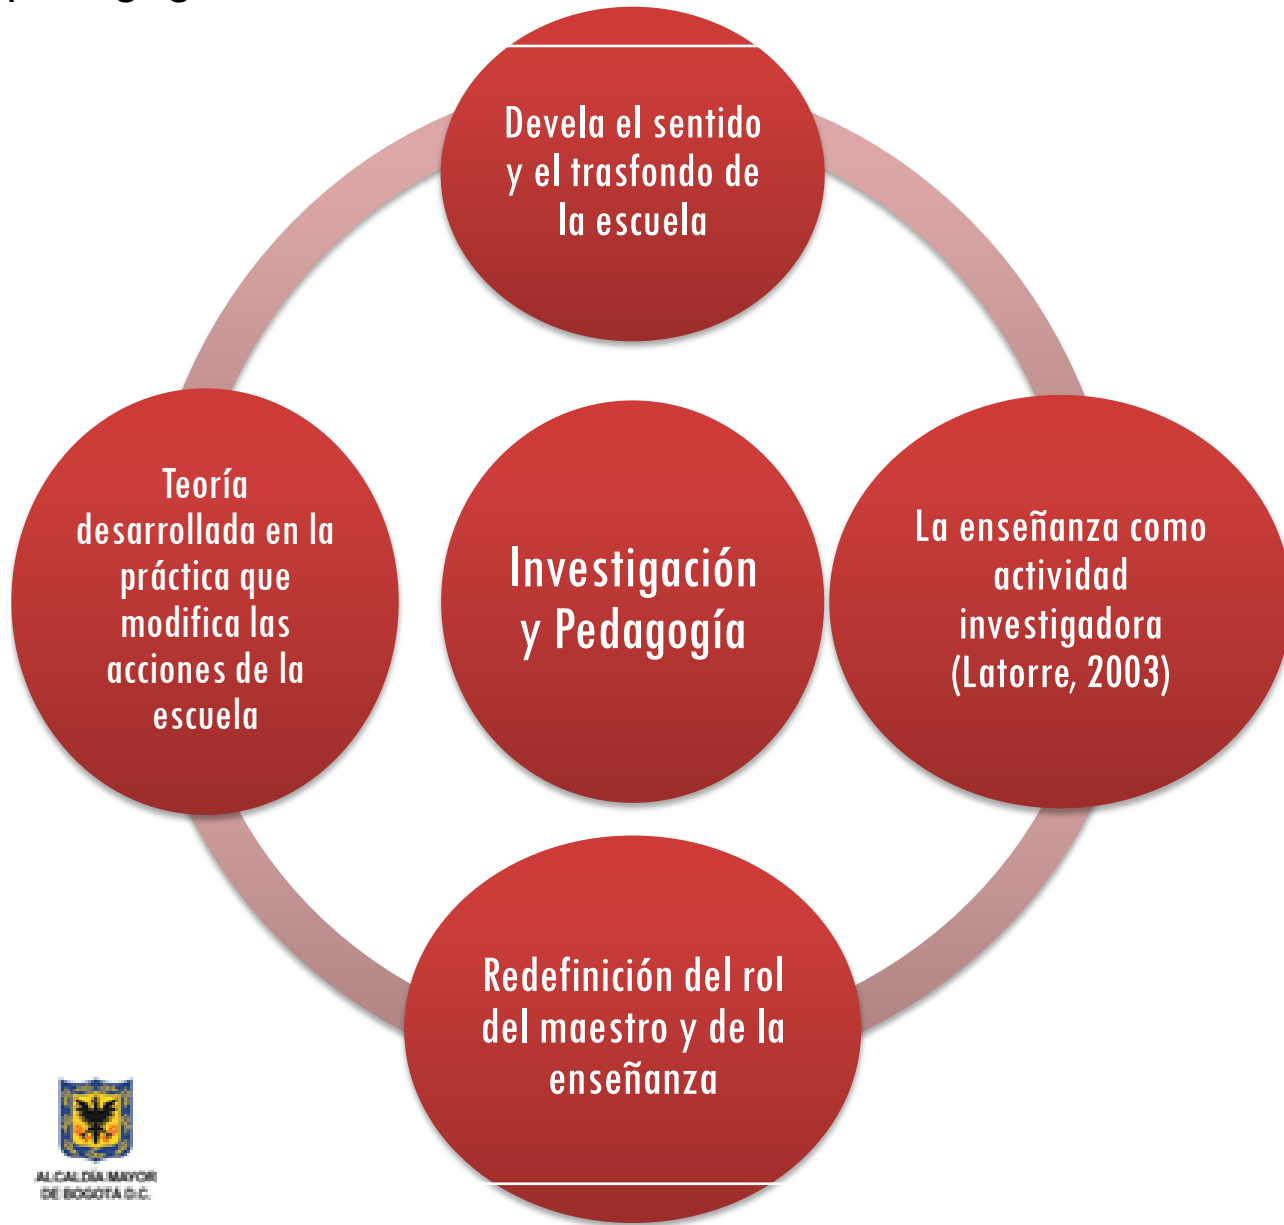 Devela el sentido
y el trasfondo de
la escuela
Teoría
desarrollada en la
práctica que
modifica las
acciones de la
escuela
Investigación
y Pedagogía
La enseñanza como
actividad
investigadora
(Latorre, 2003)
Redefinición del rol
del maestro y de la
enseñanza
ALCALDÍA MAYOR
DE BOGOTÁ D.C.